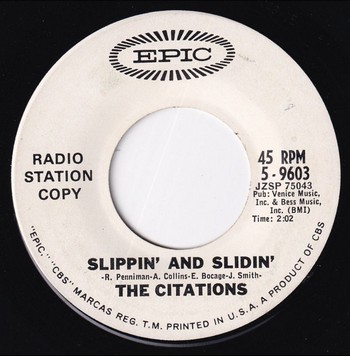 EPIC
RADIO
STATION
COPY
45 RPM
5-9603
JZSP 75043
Pub: Venice Music,
Inc. & Bess Music,
Inc. (BMI)
Time: 2:02
SLIPPIN' AND SLIDIN'
-R. Penniman-A. Collins-E. Bocage-J. Smith-
THE CITATIONS
"EPIC," "CBS" MARCAS REG. T.M. PRINTED IN U.S.A. A PRODUCT OF CBS